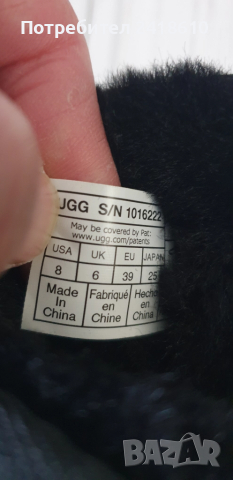 Потребител
UGG S/N 1016222
May be covered by Pat:
www.ugg.com/patents
USA UK EU JAPAN
8 6 39 25
Made Fabriqué Hecho
in en en
China Chine China
BAZAR